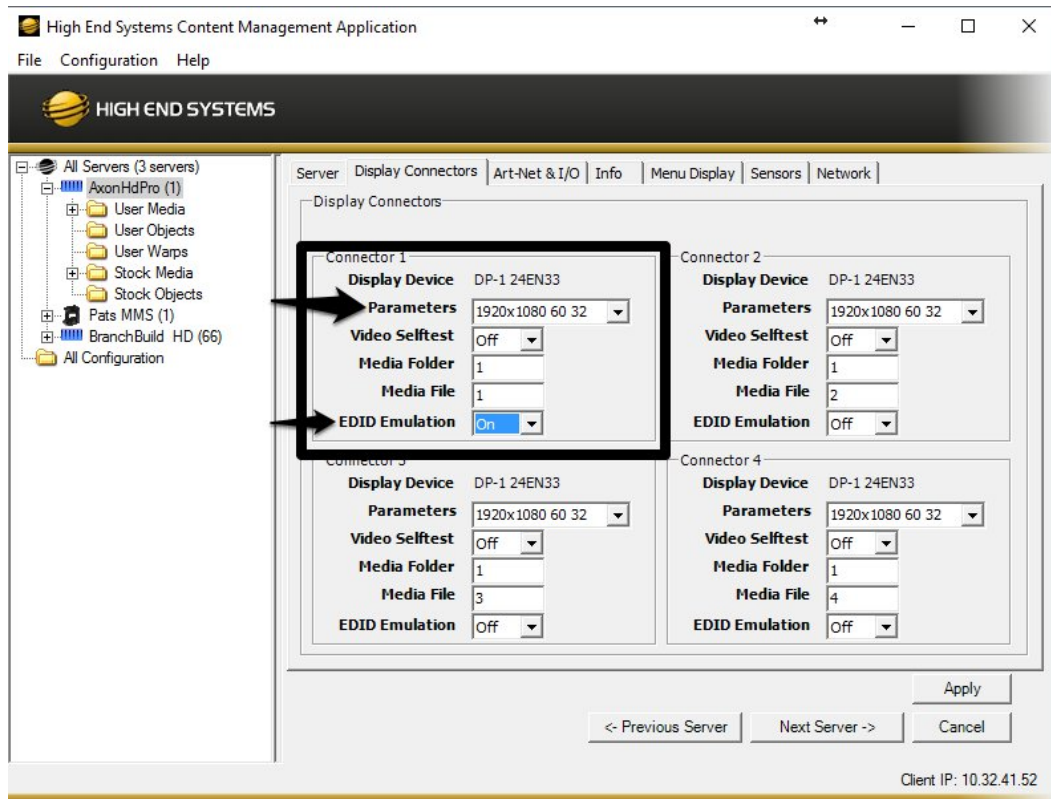 High End Systems Content Management Application
File Configuration Help
HIGH END SYSTEMS
All Servers (3 servers)
AxonHdPro (1)
User Media
User Objects
User Warps
Stock Media
Stock Objects
Pats MMS (1)
BranchBuild HD (66)
All Configuration
Server Display Connectors Art-Net & I/O Info Menu Display Sensors Network
Display Connectors
Connector 1
Display Device DP-1 24EN33
Parameters 1920x1080 60 32
Video Selftest Off
Media Folder 1
Media File 1
EDID Emulation On
Connector 2
Display Device DP-1 24EN33
Parameters 1920x1080 60 32
Video Selftest Off
Media Folder 1
Media File 2
EDID Emulation Off
Connector 3
Display Device DP-1 24EN33
Parameters 1920x1080 60 32
Video Selftest Off
Media Folder 1
Media File 3
EDID Emulation Off
Connector 4
Display Device DP-1 24EN33
Parameters 1920x1080 60 32
Video Selftest Off
Media Folder 1
Media File 4
EDID Emulation Off
Apply
<- Previous Server Next Server -> Cancel
Client IP: 10.32.41.52